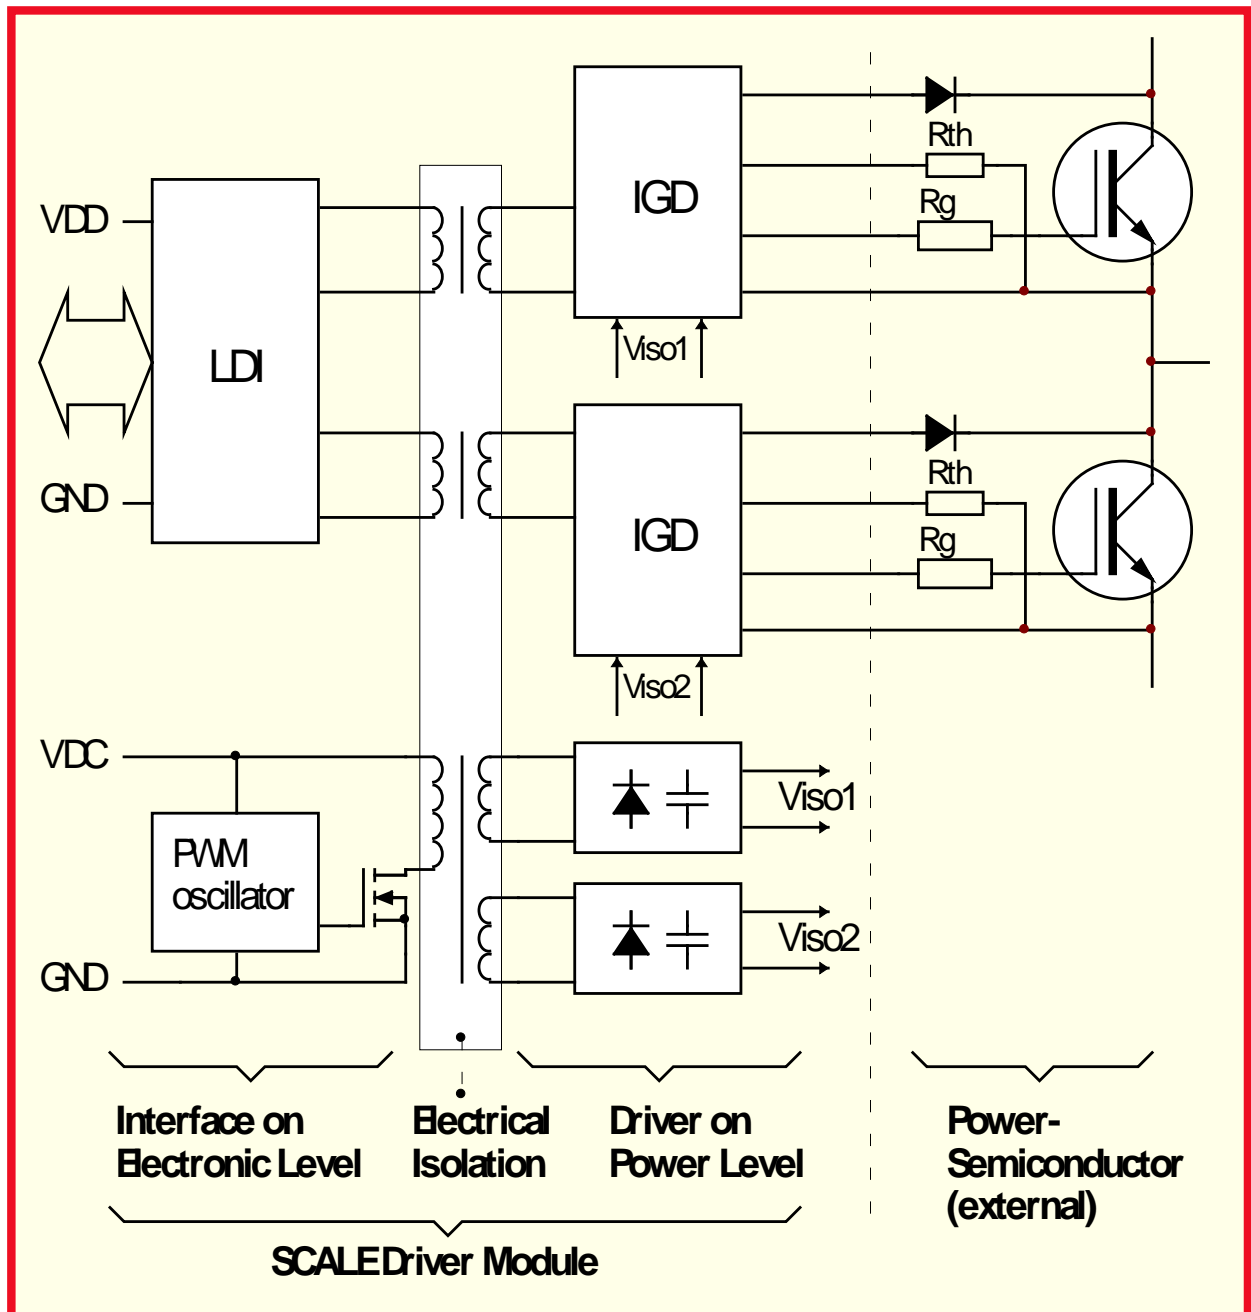 Rth
IGD
Rg
VDD
Viso1
LDI
Rth
GND
IGD
Rg
Viso2
VDC
Viso1
PWM
oscillator
Viso2
GND
Interface on
Electronic Level
Electrical
Isolation
Driver on
Power Level
Power-
Semiconductor
(external)
SCALE Driver Module